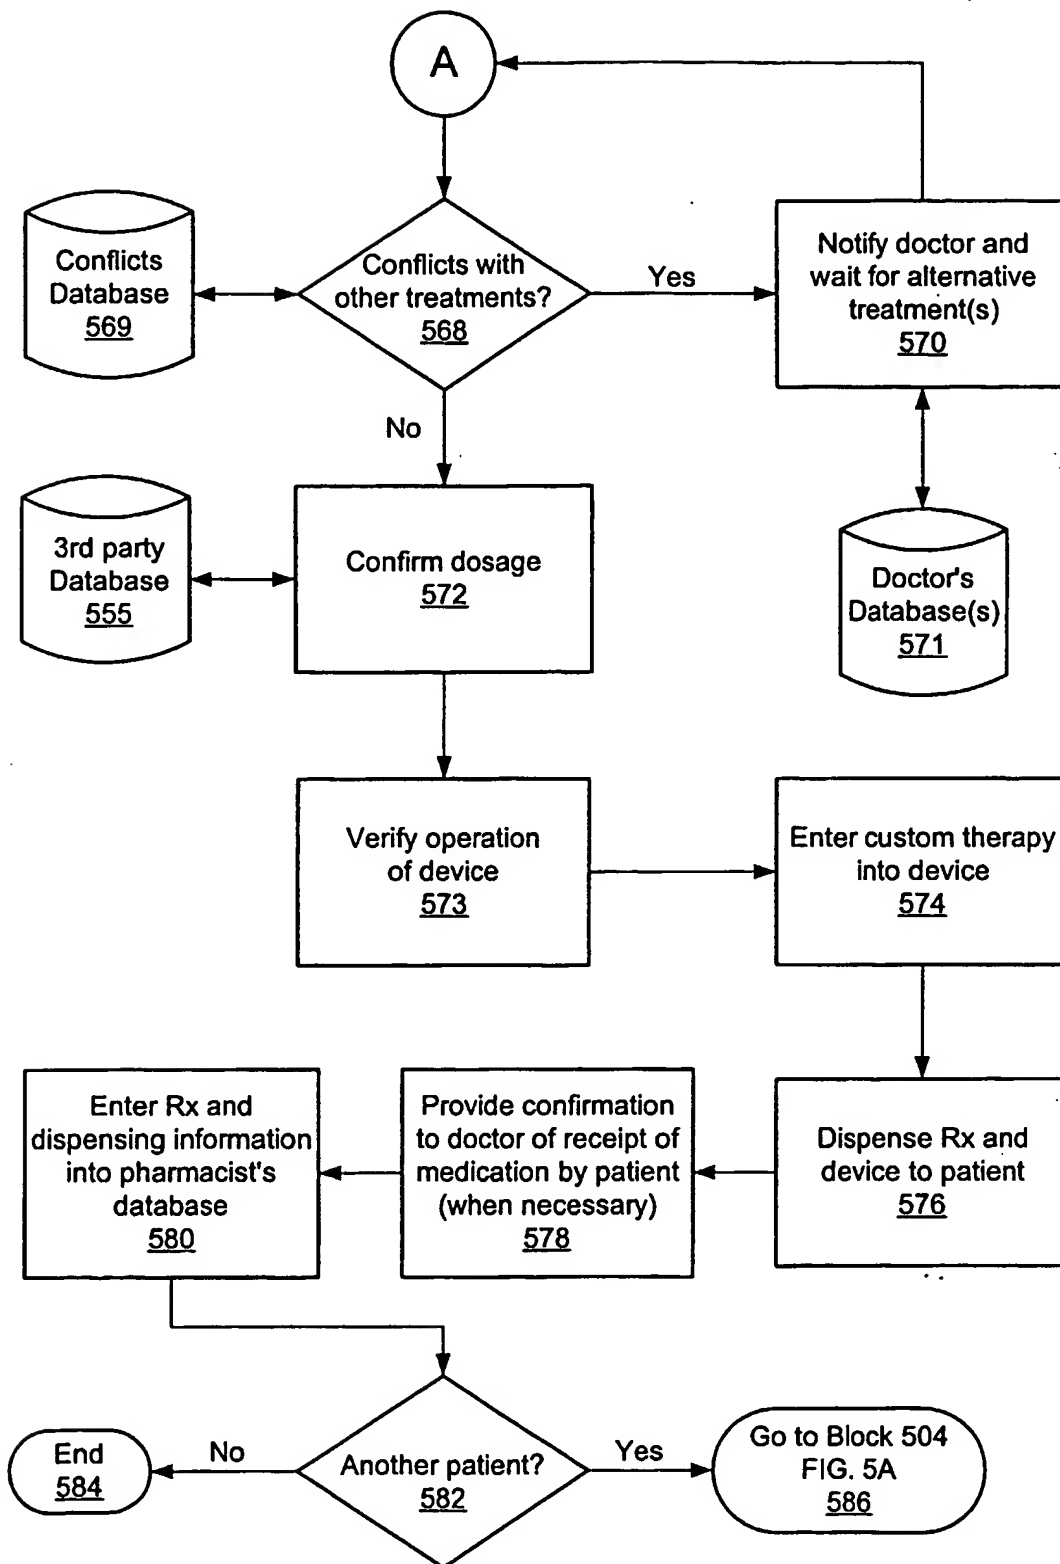 A
Conflicts
Database
569
Conflicts with
other treatments?
568
Yes
Notify doctor and
wait for alternative
treatment(s)
570
No
3rd party
Database
555
Confirm dosage
572
Doctor's
Database(s)
571
Verify operation
of device
573
Enter custom therapy
into device
574
Enter Rx and
dispensing information
into pharmacist's
database
580
Provide confirmation
to doctor of receipt of
medication by patient
(when necessary)
578
Dispense Rx and
device to patient
576
End
584
No
Another patient?
582
Yes
Go to Block 504
FIG. 5A
586